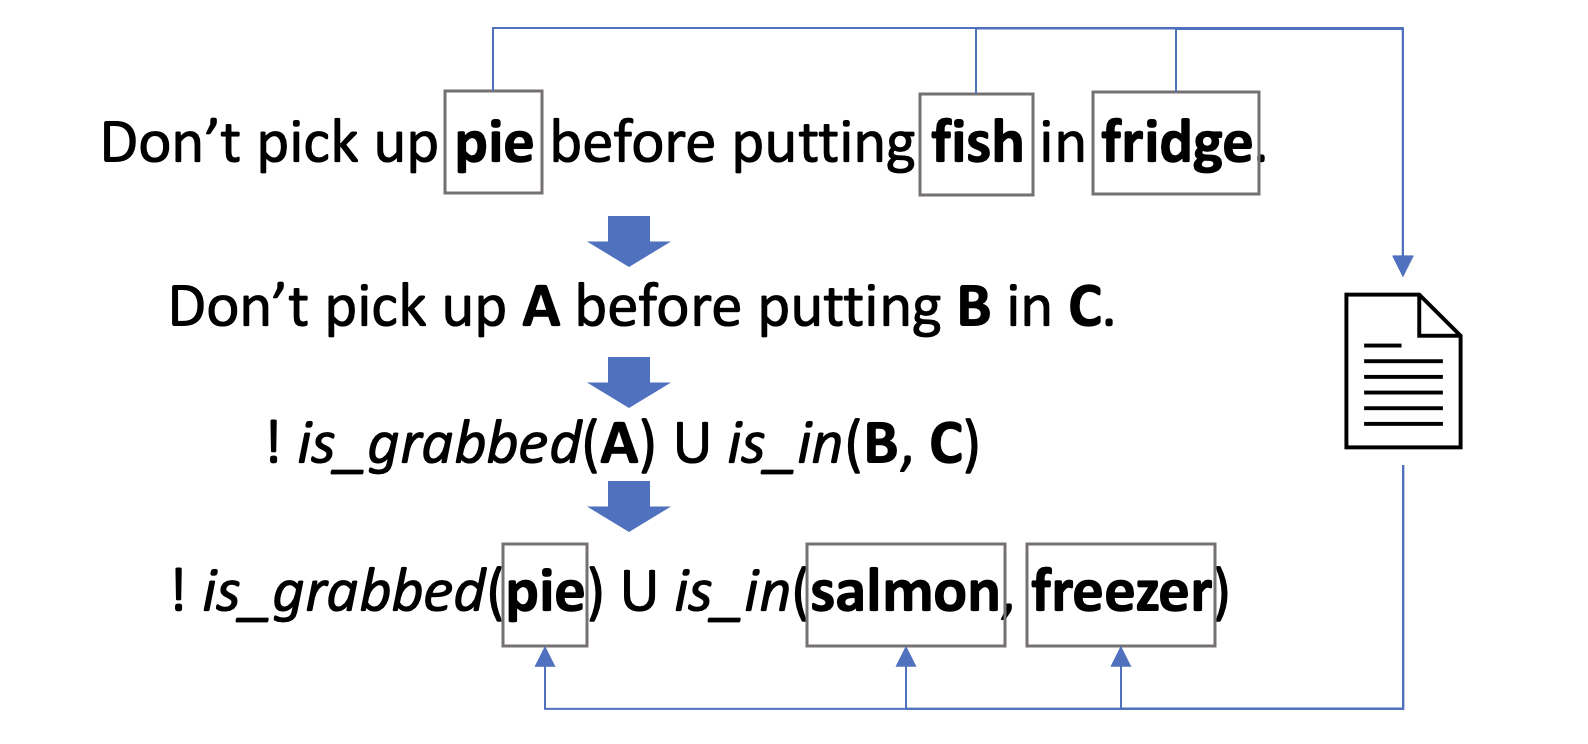 Don’t pick up pie before putting fish in fridge.
Don’t pick up A before putting B in C.
! is_grabbed(A) U is_in(B, C)
! is_grabbed(pie) U is_in(salmon, freezer)